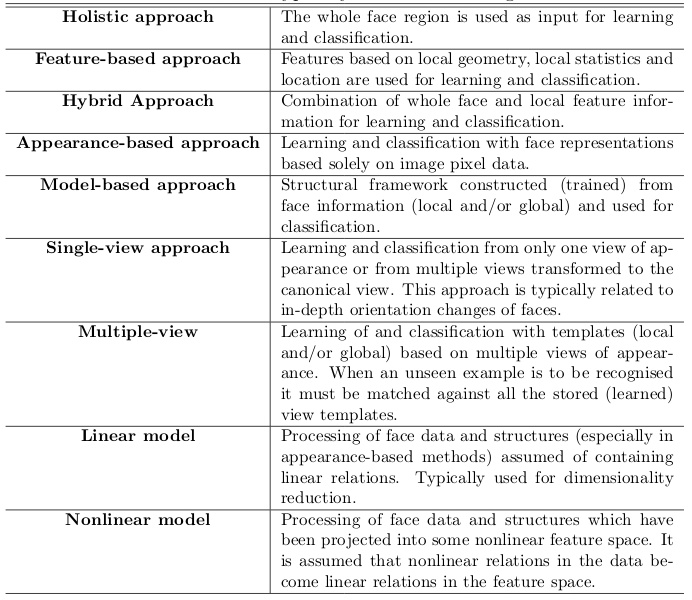 Holistic approach The whole face region is used as input for learning
and classification.
Feature-based approach Features based on local geometry, local statistics and
location are used for learning and classification.
Hybrid Approach Combination of whole face and local feature infor-
mation for learning and classification.
Appearance-based approach Learning and classification with face representations
based solely on image pixel data.
Model-based approach Structural framework constructed (trained) from
face information (local and/or global) and used for
classification.
Single-view approach Learning and classification from only one view of ap-
pearance or from multiple views transformed to the
canonical view. This approach is typically related to
in-depth orientation changes of faces.
Multiple-view Learning of and classification with templates (local
and/or global) based on multiple views of appear-
ance. When an unseen example is to be recognised
it must be matched against all the stored (learned)
view templates.
Linear model Processing of face data and structures (especially in
appearance-based methods) assumed of containing
linear relations. Typically used for dimensionality
reduction.
Nonlinear model Processing of face data and structures which have
been projected into some nonlinear feature space. It
is assumed that nonlinear relations in the data be-
come linear relations in the feature space.